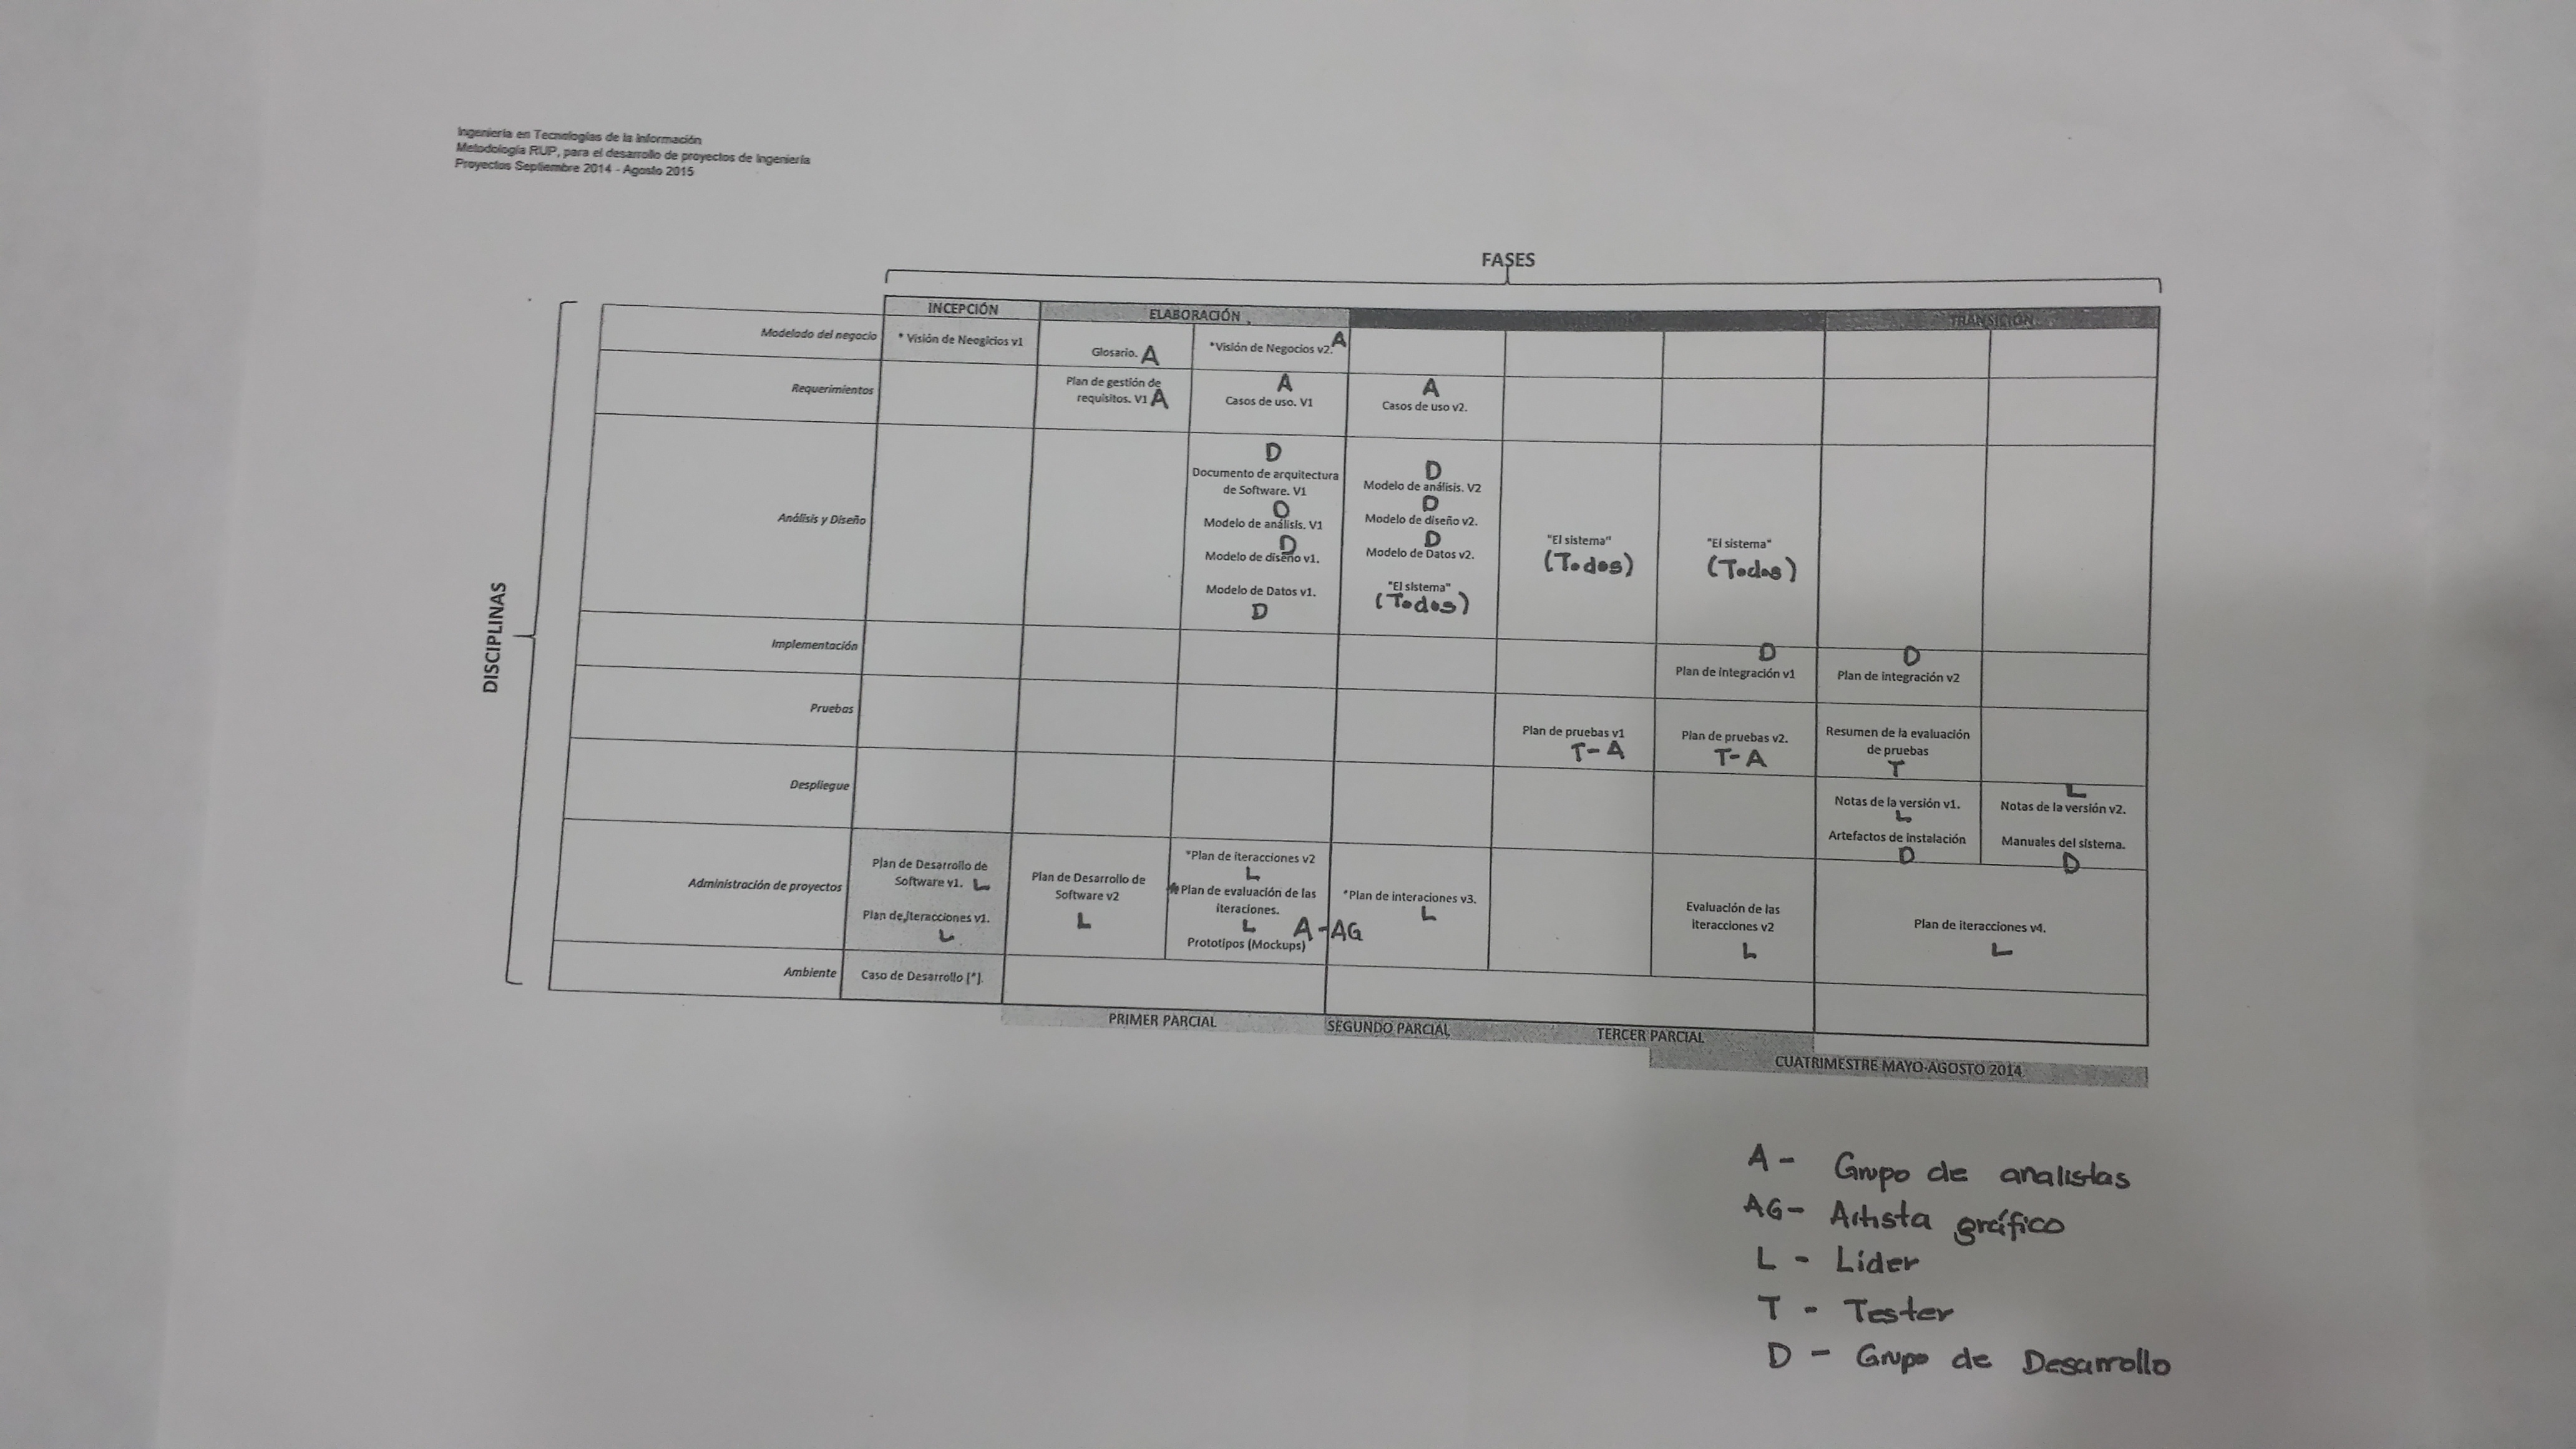 Ingeniería en Tecnologías de la Información
Metodología RUP, para el desarrollo de proyectos de Ingeniería
Proyectos Septiembre 2014 - Agosto 2015
FASES
INCEPCIÓN
ELABORACIÓN
TRANSICIÓN
DISCIPLINAS
Modelado del negocio
* Visión de Neogicios v1
Glosario. A
*Visión de Negocios v2. A
Requerimientos
Plan de gestión de
requisitos. V1 A
A
Casos de uso. V1
A
Casos de uso v2.
Análisis y Diseño
D
Documento de arquitectura
de Software. V1
D
Modelo de análisis. V1
D
Modelo de diseño v1.
Modelo de Datos v1.
D
D
Modelo de análisis. V2
D
Modelo de diseño v2.
D
Modelo de Datos v2.
"El sistema"
(Todos)
"El sistema"
(Todos)
"El sistema"
(Todos)
Implementación
D
Plan de integración v1
D
Plan de integración v2
Pruebas
Plan de pruebas v1
T- A
Plan de pruebas v2.
T- A
Resumen de la evaluación
de pruebas
T
Despliegue
Notas de la versión v1.
L
Artefactos de instalación
D
L
Notas de la versión v2.
Manuales del sistema.
D
Administración de proyectos
Plan de Desarrollo de
Software v1. L
Plan de Iteracciones v1.
L
Plan de Desarrollo de
Software v2
L
*Plan de iteracciones v2
L
*Plan de evaluación de las
iteraciones.
L
A-AG
Prototipos (Mockups)
*Plan de interaciones v3.
L
Evaluación de las
iteracciones v2
L
Plan de iteracciones v4.
L
Ambiente
Caso de Desarrollo [*].
PRIMER PARCIAL
SEGUNDO PARCIAL
TERCER PARCIAL
CUATRIMESTRE MAYO-AGOSTO 2014
A - Grupo de analistas
AG- Artista gráfico
L - Líder
T - Tester
D - Grupo de Desarrollo